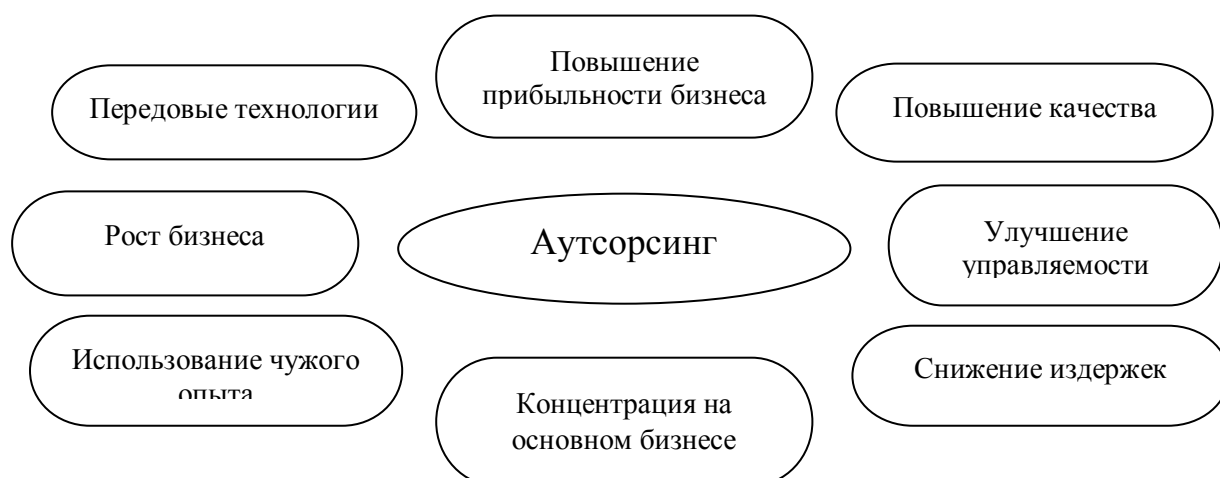 Повышение
прибыльности бизнеса
Передовые технологии
Повышение качества
Рост бизнеса
Аутсорсинг
Улучшение
управляемости
Использование чужого
опыта
Снижение издержек
Концентрация на
основном бизнесе